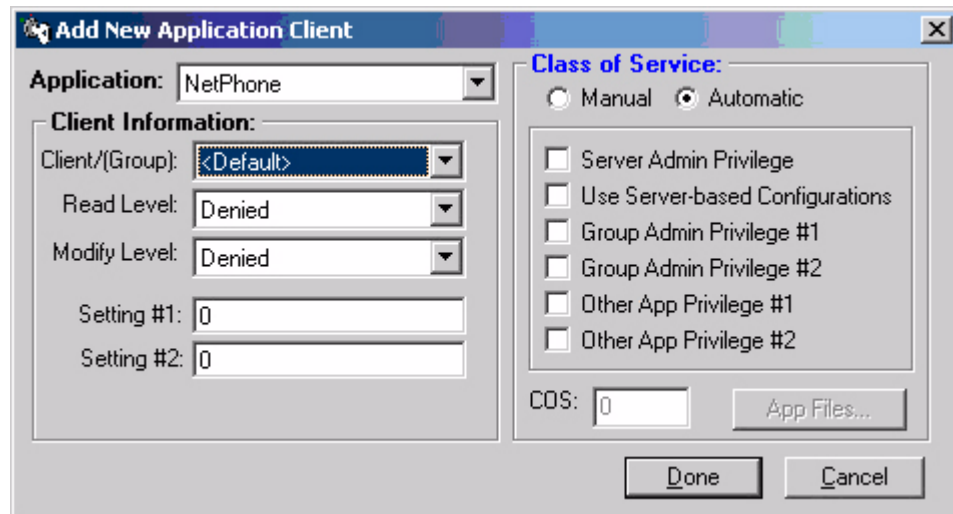 Add New Application Client
Application: NetPhone
Client Information:
Client/(Group): <Default>
Read Level: Denied
Modify Level: Denied
Setting #1: 0
Setting #2: 0
Class of Service:
Manual Automatic
Server Admin Privilege
Use Server-based Configurations
Group Admin Privilege #1
Group Admin Privilege #2
Other App Privilege #1
Other App Privilege #2
COS: 0 App Files...
Done Cancel